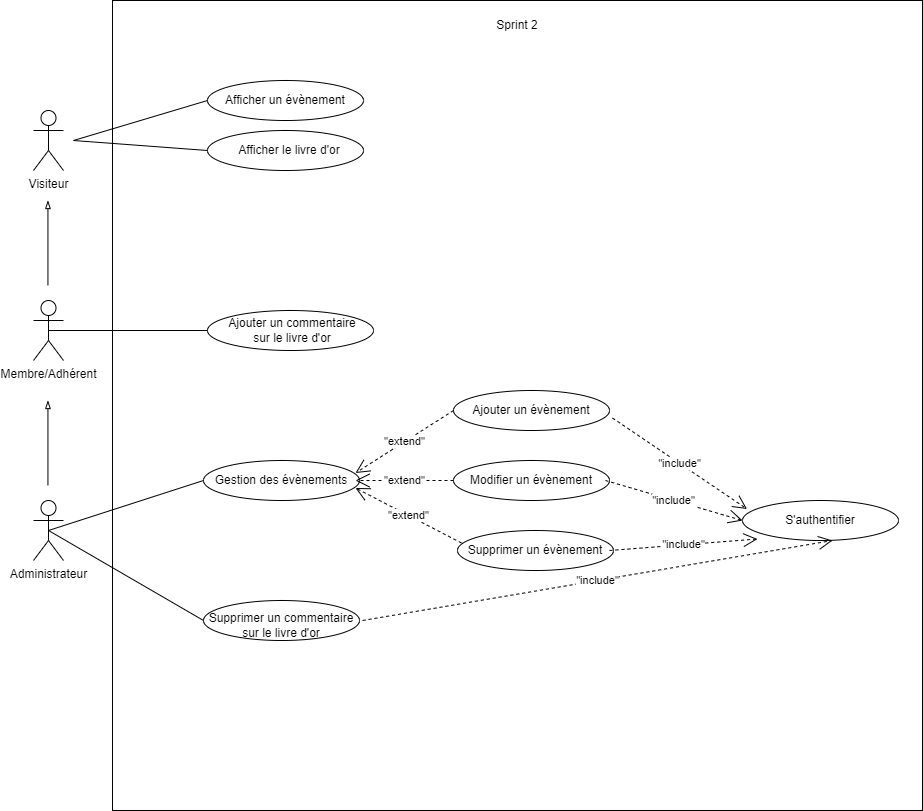 Sprint 2
Afficher un évènement
Afficher le livre d'or
Visiteur
Ajouter un commentaire
sur le livre d'or
Membre/Adhérent
Ajouter un évènement
"extend"
"include"
Gestion des évènements
"extend"
Modifier un évènement
"include"
"extend"
S'authentifier
Supprimer un évènement
"include"
Administrateur
"include"
Supprimer un commentaire
sur le livre d'or